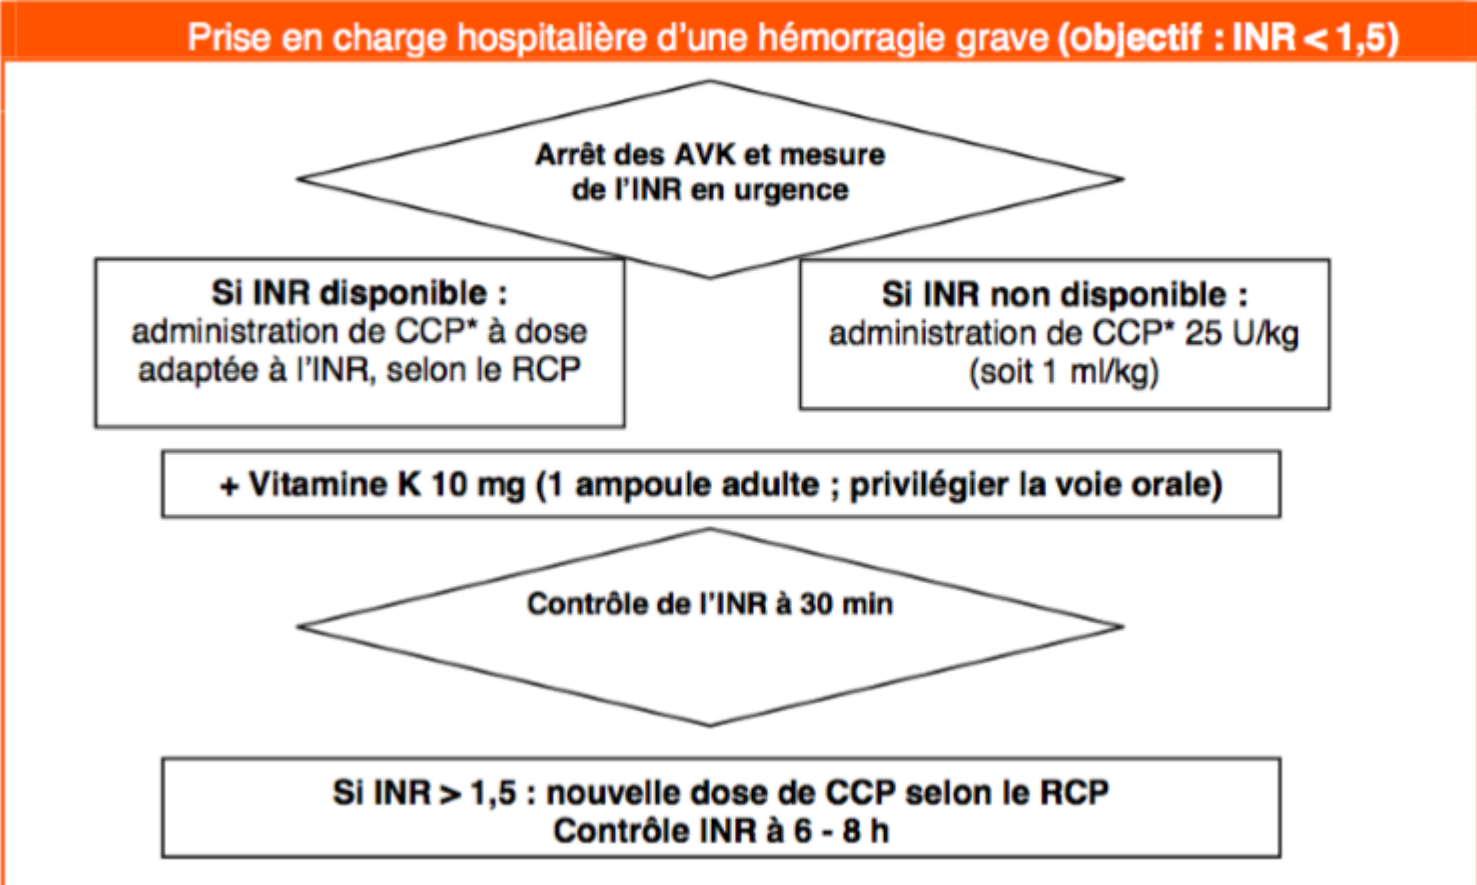 Prise en charge hospitalière d'une hémorragie grave (Objectif : INR < 1,5)
Arrêt des AVK et mesure
de l'INR en urgence
Si INR disponible :
administration de CCP* à dose
adaptée à l'INR, selon le RCP
Si INR non disponible :
administration de CCP* 25 U/kg
(soit 1 ml/kg)
+ Vitamine K 10 mg (1 ampoule adulte ; privilégier la voie orale)
Contrôle de l'INR à 30 min
Si INR > 1,5 : nouvelle dose de CCP selon le RCP
Contrôle INR à 6 - 8 h